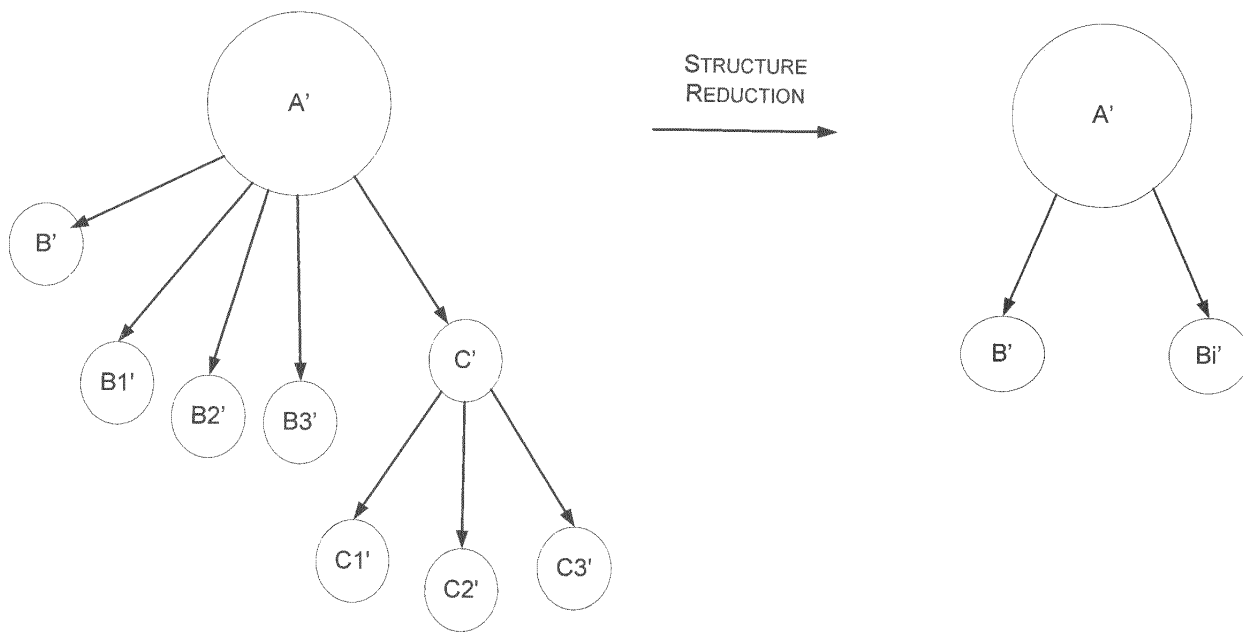 A'
STRUCTURE
REDUCTION
A'
B'
B1'
B2'
B3'
C'
B'
Bi'
C1'
C2'
C3'